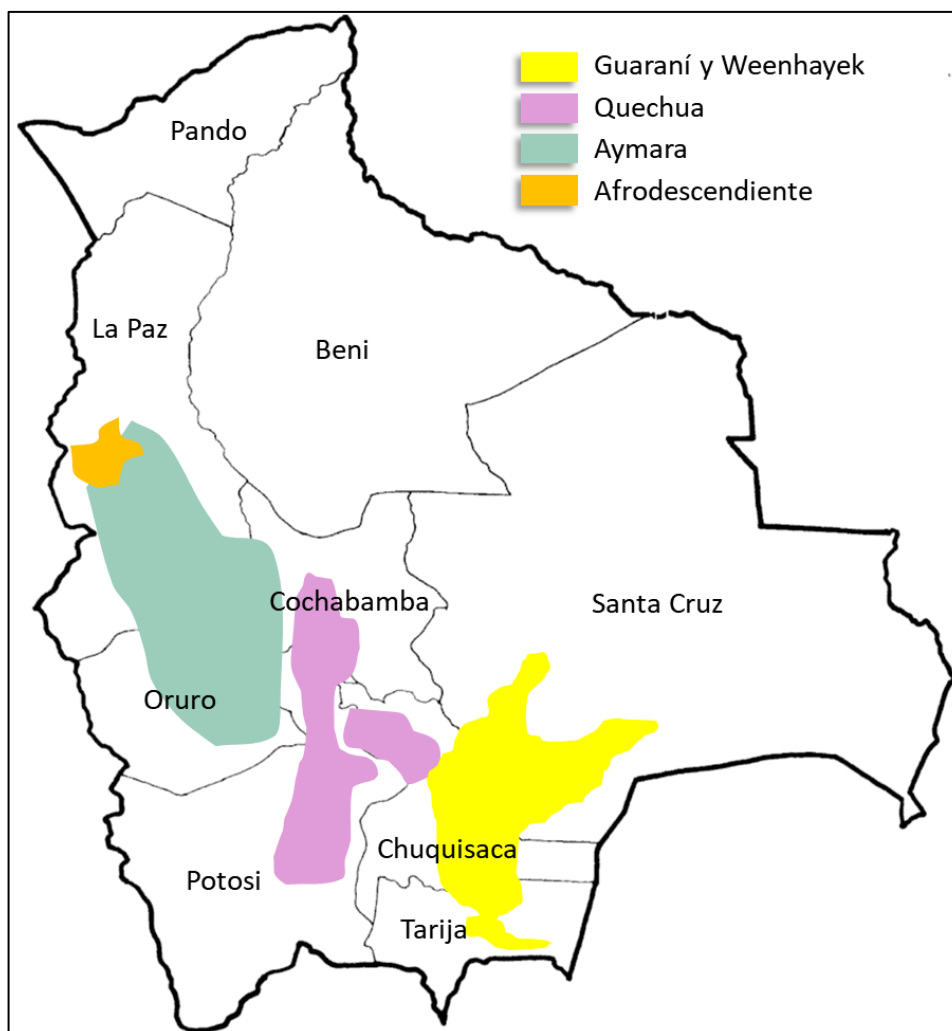 Guaraní y Weenhayek
Quechua
Aymara
Afrodescendiente
Pando
La Paz
Beni
Cochabamba
Santa Cruz
Oruro
Chuquisaca
Potosi
Tarija